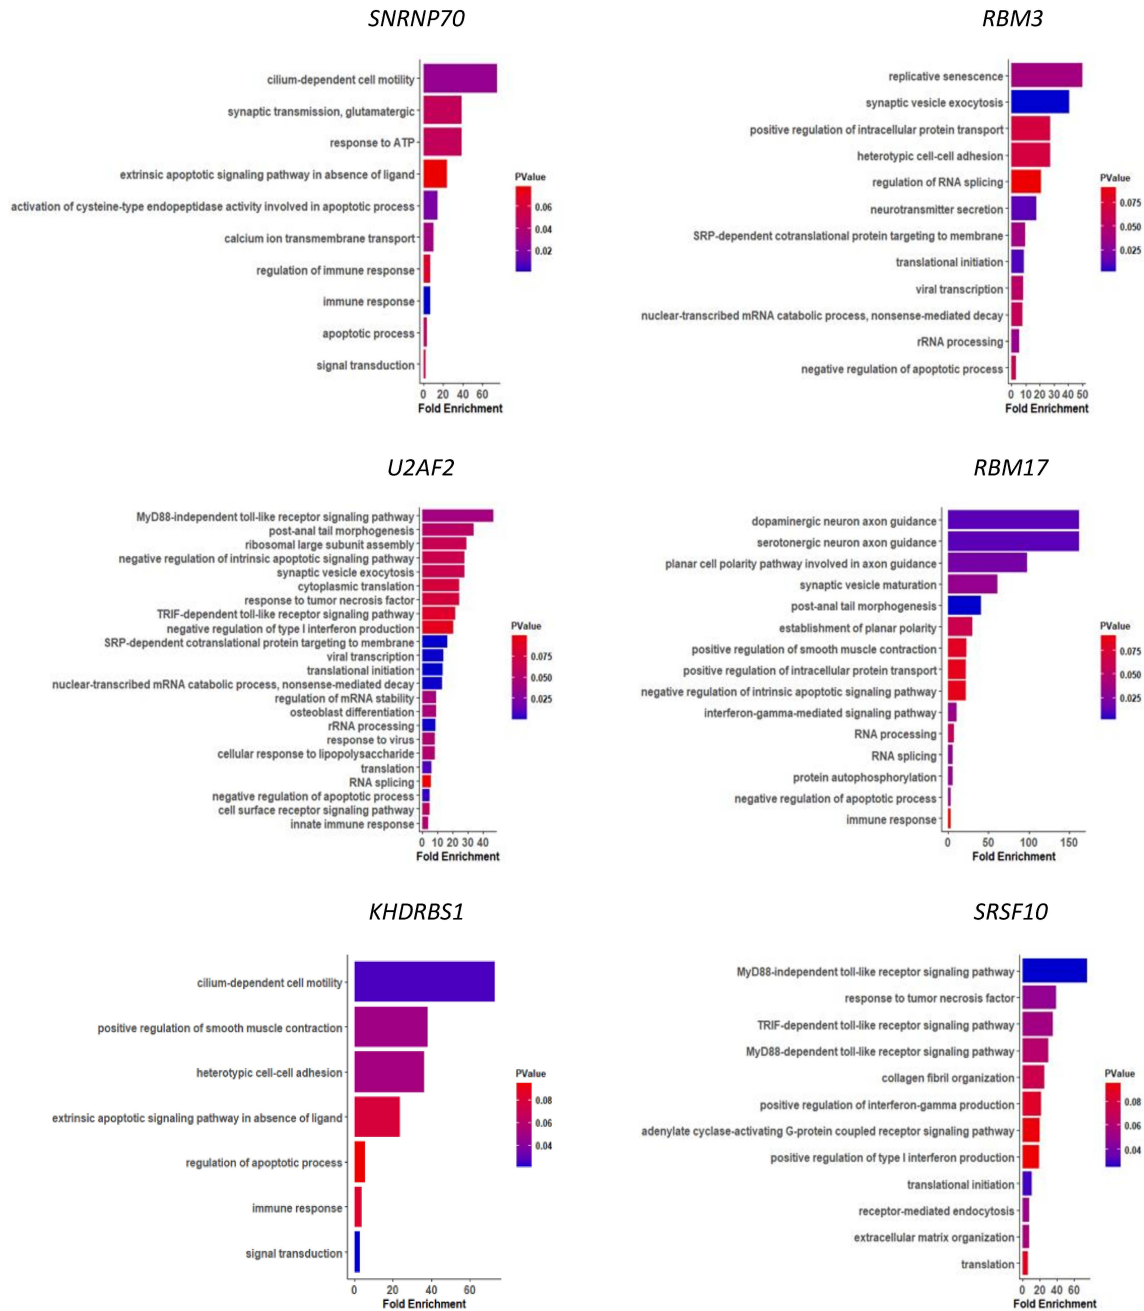 SNRNP70
cilium-dependent cell motility
synaptic transmission, glutamatergic
response to ATP
extrinsic apoptotic signaling pathway in absence of ligand
activation of cysteine-type endopeptidase activity involved in apoptotic process
calcium ion transmembrane transport
regulation of immune response
immune response
apoptotic process
signal transduction
0 20 40 60
Fold Enrichment
PValue
0.06
0.04
0.02
RBM3
replicative senescence
synaptic vesicle exocytosis
positive regulation of intracellular protein transport
heterotypic cell-cell adhesion
regulation of RNA splicing
neurotransmitter secretion
SRP-dependent cotranslational protein targeting to membrane
translational initiation
viral transcription
nuclear-transcribed mRNA catabolic process, nonsense-mediated decay
rRNA processing
negative regulation of apoptotic process
0 10 20 30 40 50
Fold Enrichment
PValue
0.075
0.050
0.025
U2AF2
MyD88-independent toll-like receptor signaling pathway
post-anal tail morphogenesis
ribosomal large subunit assembly
negative regulation of intrinsic apoptotic signaling pathway
synaptic vesicle exocytosis
cytoplasmic translation
response to tumor necrosis factor
TRIF-dependent toll-like receptor signaling pathway
negative regulation of type I interferon production
SRP-dependent cotranslational protein targeting to membrane
viral transcription
translational initiation
nuclear-transcribed mRNA catabolic process, nonsense-mediated decay
regulation of mRNA stability
osteoblast differentiation
rRNA processing
response to virus
cellular response to lipopolysaccharide
translation
RNA splicing
negative regulation of apoptotic process
cell surface receptor signaling pathway
innate immune response
0 10 20 30 40
Fold Enrichment
PValue
0.075
0.050
0.025
RBM17
dopaminergic neuron axon guidance
serotonergic neuron axon guidance
planar cell polarity pathway involved in axon guidance
synaptic vesicle maturation
post-anal tail morphogenesis
establishment of planar polarity
positive regulation of smooth muscle contraction
positive regulation of intracellular protein transport
negative regulation of intrinsic apoptotic signaling pathway
interferon-gamma-mediated signaling pathway
RNA processing
RNA splicing
protein autophosphorylation
negative regulation of apoptotic process
immune response
0 50 100 150
Fold Enrichment
PValue
0.075
0.050
0.025
KHDRBS1
cilium-dependent cell motility
positive regulation of smooth muscle contraction
heterotypic cell-cell adhesion
extrinsic apoptotic signaling pathway in absence of ligand
regulation of apoptotic process
immune response
signal transduction
0 20 40 60
Fold Enrichment
PValue
0.08
0.06
0.04
SRSF10
MyD88-independent toll-like receptor signaling pathway
response to tumor necrosis factor
TRIF-dependent toll-like receptor signaling pathway
MyD88-dependent toll-like receptor signaling pathway
collagen fibril organization
positive regulation of interferon-gamma production
adenylate cyclase-activating G-protein coupled receptor signaling pathway
positive regulation of type I interferon production
translational initiation
receptor-mediated endocytosis
extracellular matrix organization
translation
0 20 40 60
Fold Enrichment
PValue
0.08
0.06
0.04